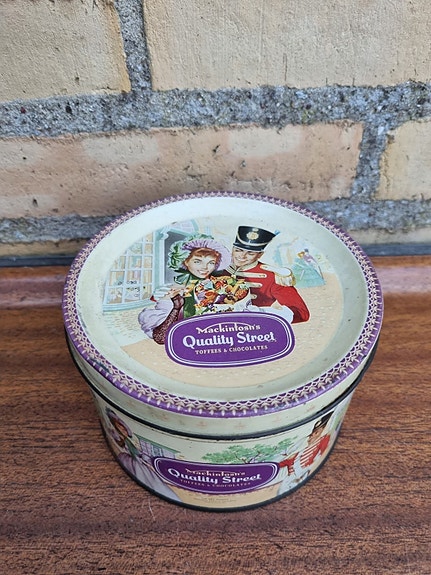 Mackintosh's
Quality Street
TOFFEES & CHOCOLATES
Mackintosh's
Quality Street
TOFFEES & CHOCOLATES